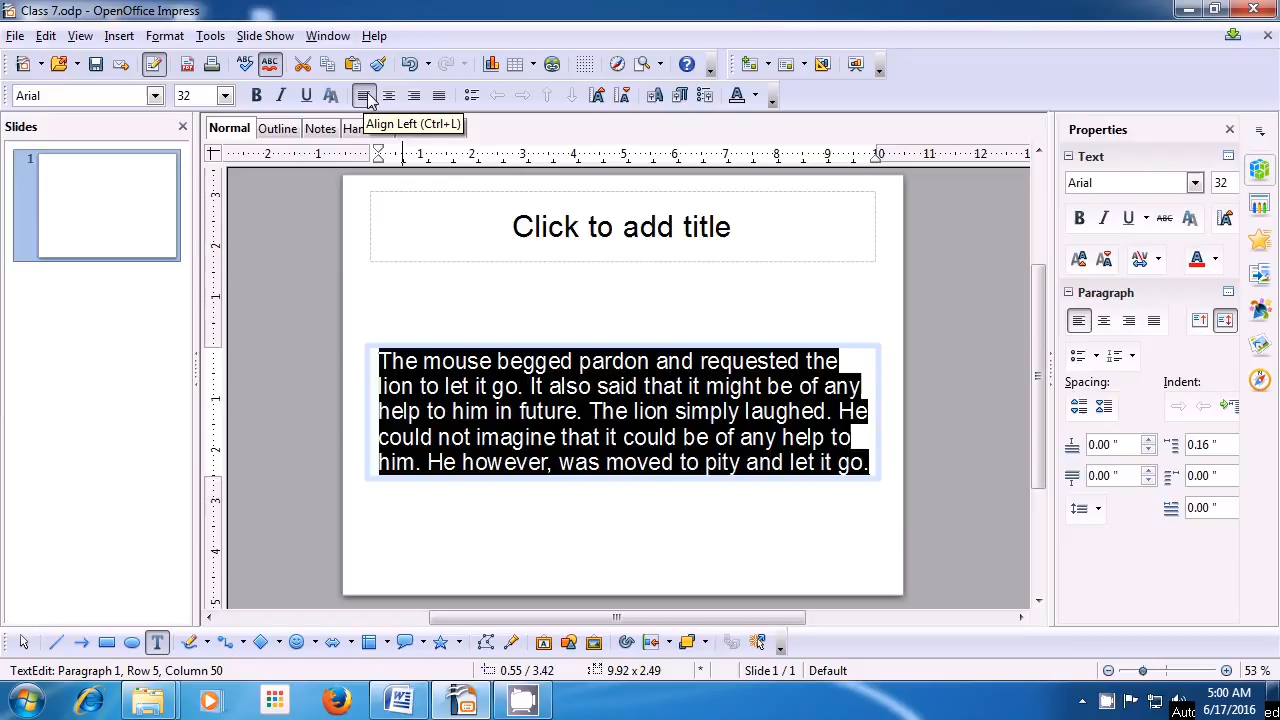 Class 7.odp - OpenOffice Impress
File Edit View Insert Format Tools Slide Show Window Help
Arial 32
Align Left (Ctrl+L)
Slides
Normal Outline Notes
Properties
Text
Arial 32
1
Click to add title
The mouse begged pardon and requested the
lion to let it go. It also said that it might be of any
help to him in future. The lion simply laughed. He
could not imagine that it could be of any help to
him. He however, was moved to pity and let it go.
Paragraph
Spacing: Indent:
0.00 " 0.16 "
0.00 " 0.00 "
0.00 "
TextEdit: Paragraph 1, Row 5, Column 50 0.55 / 3.42 9.92 x 2.49 * Slide 1 / 1 Default 53 %
5:00 AM
6/17/2016